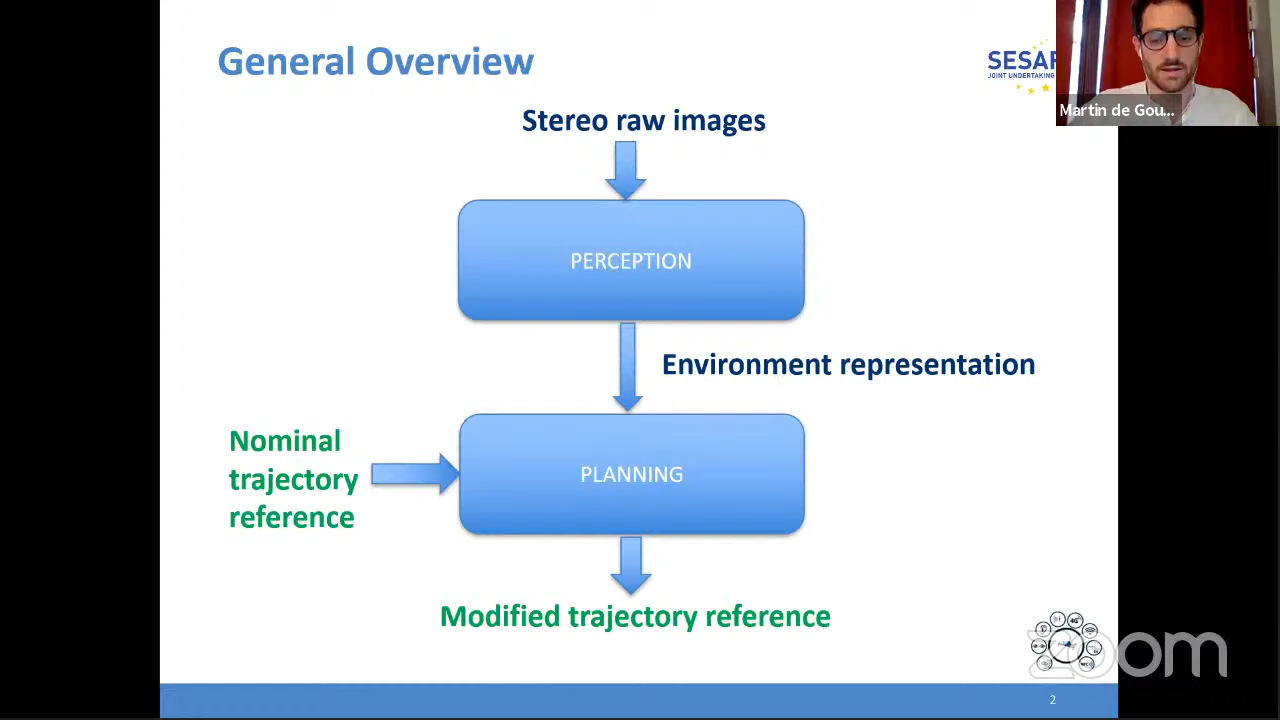 General Overview
SESAR
JOINT UNDERTAKING
Martin de Gou...
Stereo raw images
PERCEPTION
Environment representation
Nominal
trajectory
reference
PLANNING
Modified trajectory reference
4G
zoom
2